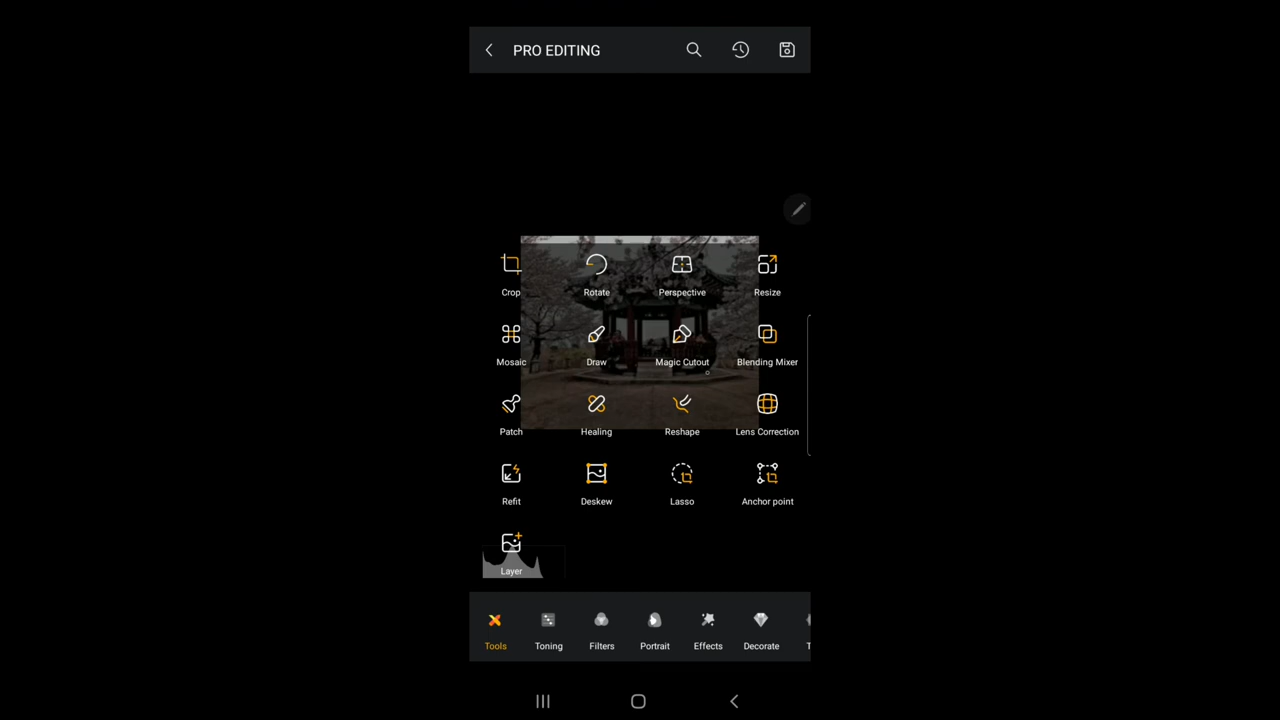 PRO EDITING
Crop Rotate Perspective Resize
Mosaic Draw Magic Cutout Blending Mixer
Patch Healing Reshape Lens Correction
Refit Deskew Lasso Anchor point
Layer
Tools Toning Filters Portrait Effects Decorate T